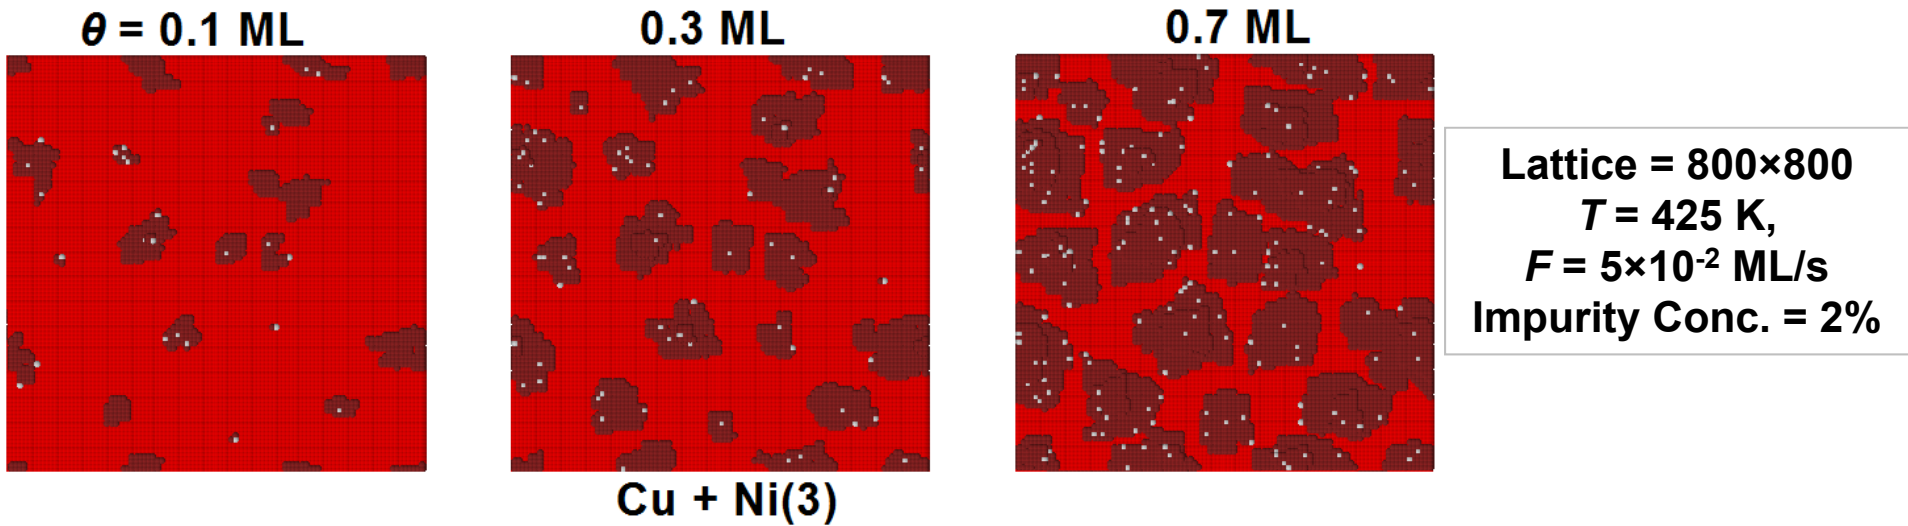 θ = 0.1 ML
0.3 ML
0.7 ML
Lattice = 800×800
T = 425 K,
F = 5×10⁻² ML/s
Impurity Conc. = 2%
Cu + Ni(3)